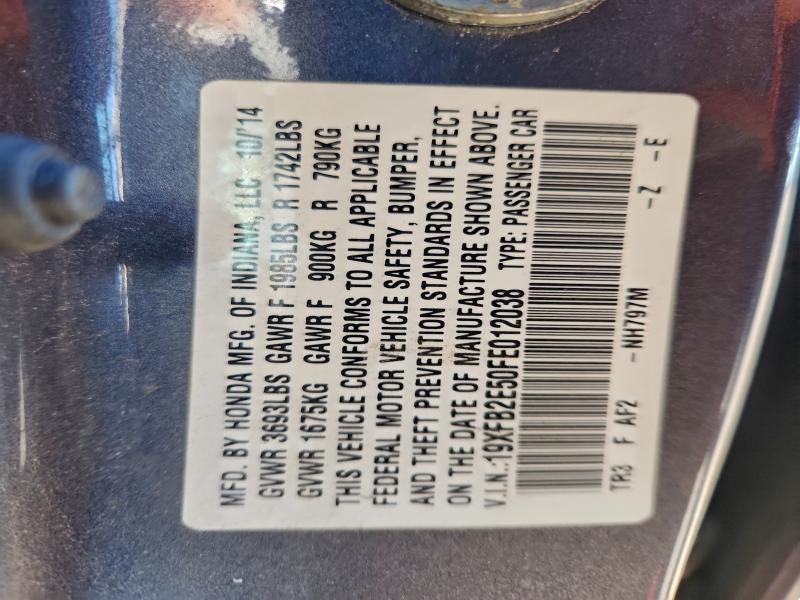 MFD. BY HONDA MFG. OF INDIANA, LLC 10/'14
GVWR 3693LBS GAWR F 1985LBS R 1742LBS
GVWR 1675KG GAWR F 900KG R 790KG
THIS VEHICLE CONFORMS TO ALL APPLICABLE
FEDERAL MOTOR VEHICLE SAFETY, BUMPER,
AND THEFT PREVENTION STANDARDS IN EFFECT
ON THE DATE OF MANUFACTURE SHOWN ABOVE.
V.I.N.:19XFB2E50FE012038 TYPE: PASSENGER CAR
TR3 F AF2 -NH797M -Z -E